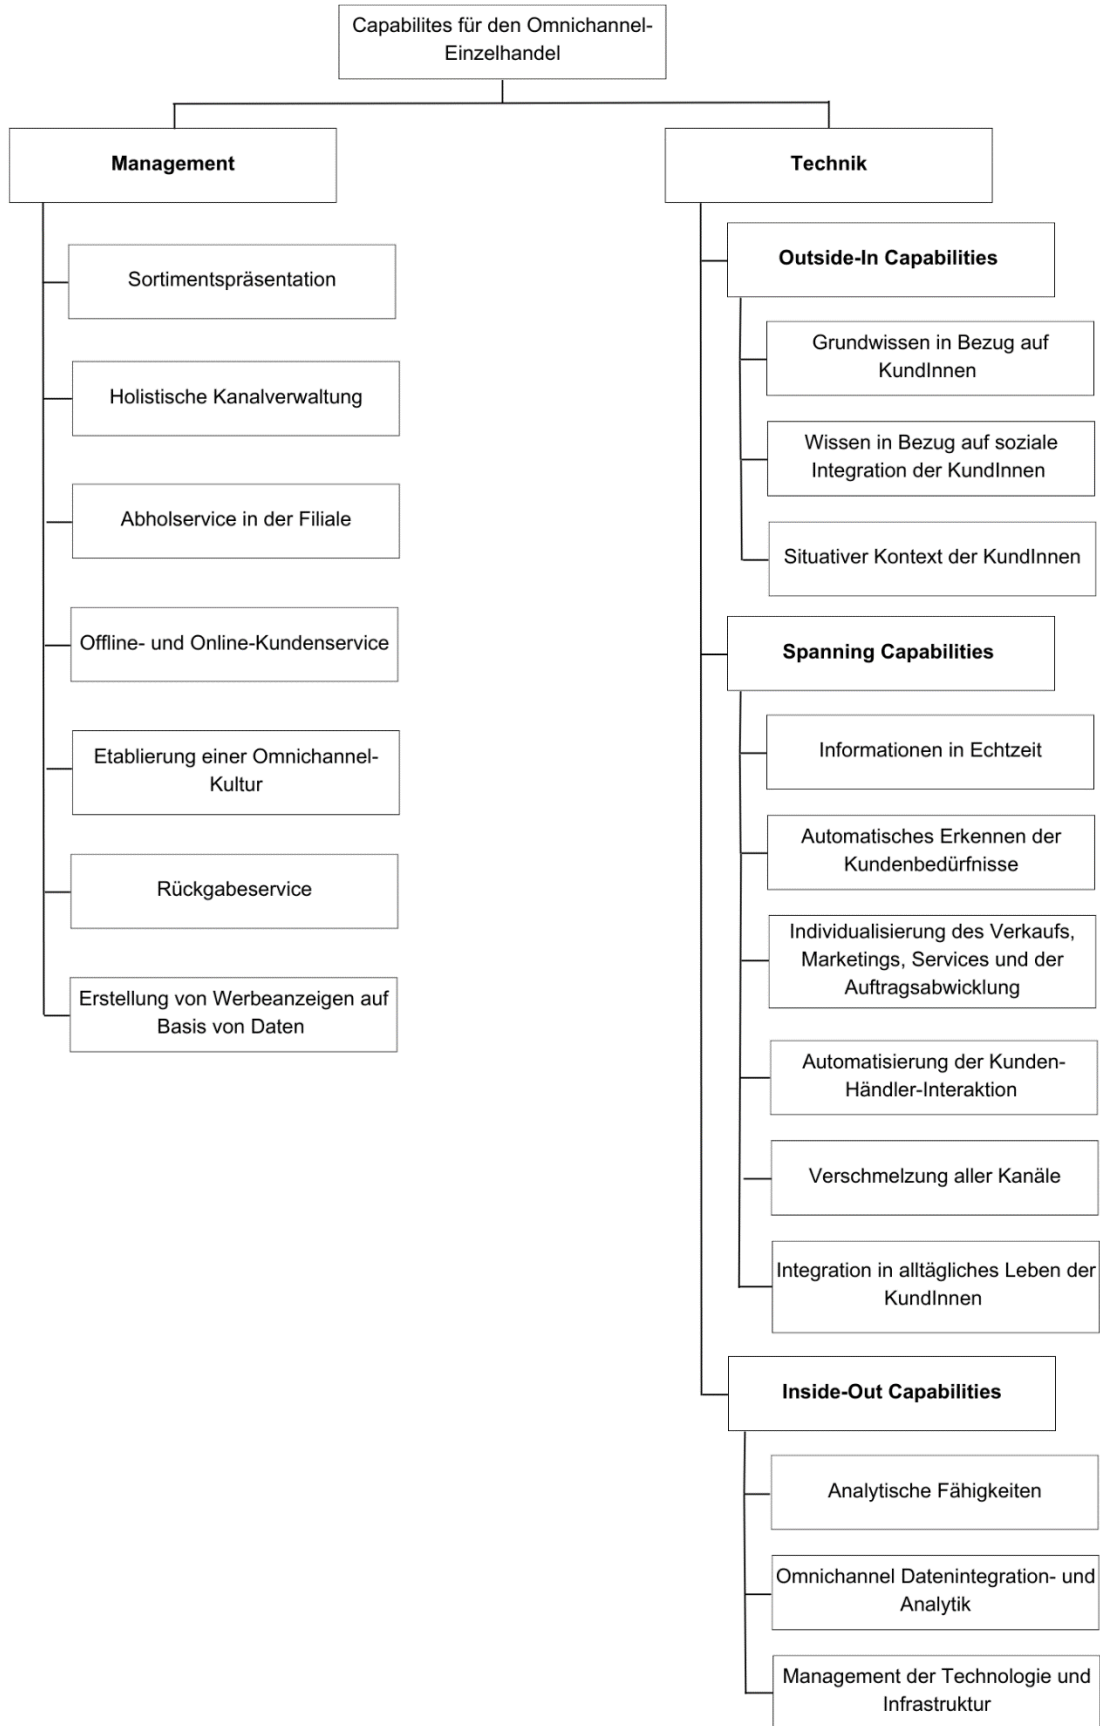 Capabilites für den Omnichannel-
Einzelhandel
Management
Sortimentspräsentation
Holistische Kanalverwaltung
Abholservice in der Filiale
Offline- und Online-Kundenservice
Etablierung einer Omnichannel-
Kultur
Rückgabeservice
Erstellung von Werbeanzeigen auf
Basis von Daten
Technik
Outside-In Capabilities
Grundwissen in Bezug auf
KundInnen
Wissen in Bezug auf soziale
Integration der KundInnen
Situativer Kontext der KundInnen
Spanning Capabilities
Informationen in Echtzeit
Automatisches Erkennen der
Kundenbedürfnisse
Individualisierung des Verkaufs,
Marketings, Services und der
Auftragsabwicklung
Automatisierung der Kunden-
Händler-Interaktion
Verschmelzung aller Kanäle
Integration in alltägliches Leben der
KundInnen
Inside-Out Capabilities
Analytische Fähigkeiten
Omnichannel Datenintegration- und
Analytik
Management der Technologie und
Infrastruktur